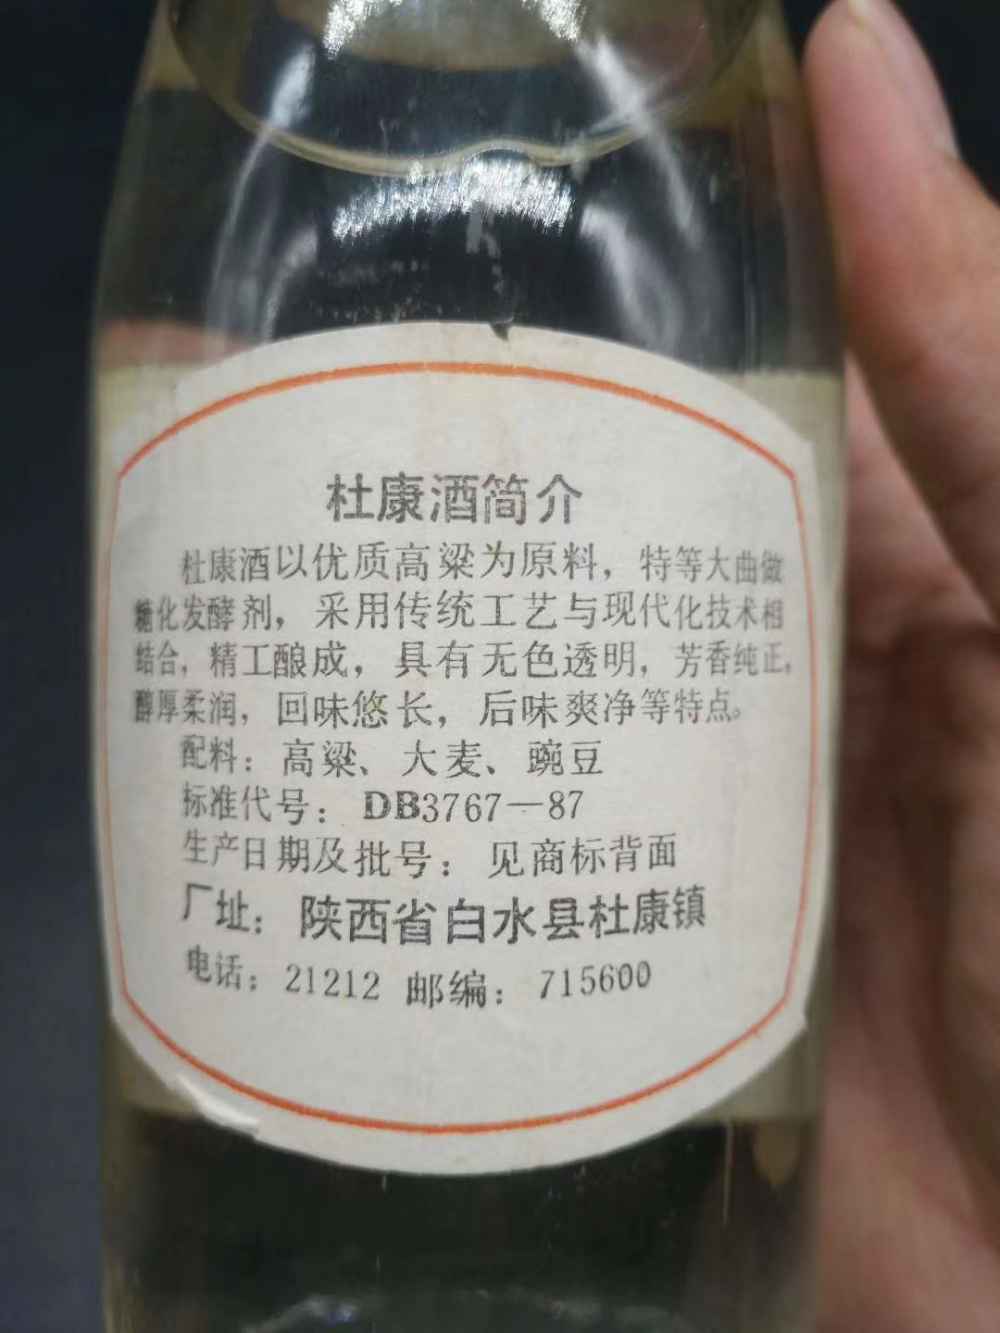 杜康酒简介
杜康酒以优质高粱为原料，特等大曲做
糖化发酵剂，采用传统工艺与现代化技术相
结合，精工酿成，具有无色透明，芳香纯正，
醇厚柔润，回味悠长，后味爽净等特点。
配料：高粱、大麦、豌豆
标准代号：DB3767—87
生产日期及批号：见商标背面
厂址：陕西省白水县杜康镇
电话：21212 邮编：715600